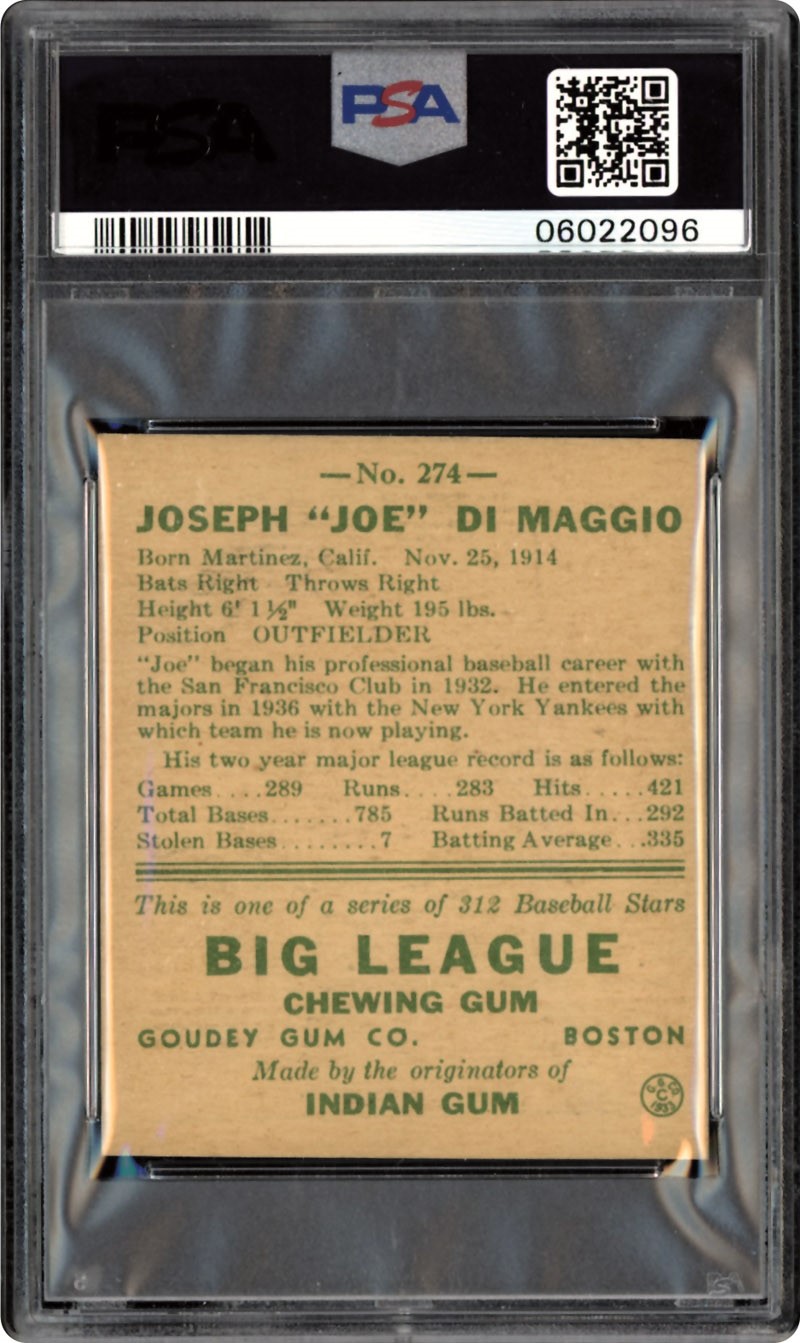 PSA
06022096
—No. 274—
JOSEPH "JOE" DI MAGGIO
Born Martinez, Calif. Nov. 25, 1914
Bats Right Throws Right
Height 6' 1 ½" Weight 195 lbs.
Position OUTFIELDER
"Joe" began his professional baseball career with
the San Francisco Club in 1932. He entered the
majors in 1936 with the New York Yankees with
which team he is now playing.
His two year major league record is as follows:
Games....289 Runs....283 Hits.....421
Total Bases.......785 Runs Batted In...292
Stolen Bases........7 Batting Average...335
This is one of a series of 312 Baseball Stars
BIG LEAGUE
CHEWING GUM
GOUDEY GUM CO. BOSTON
Made by the originators of
INDIAN GUM